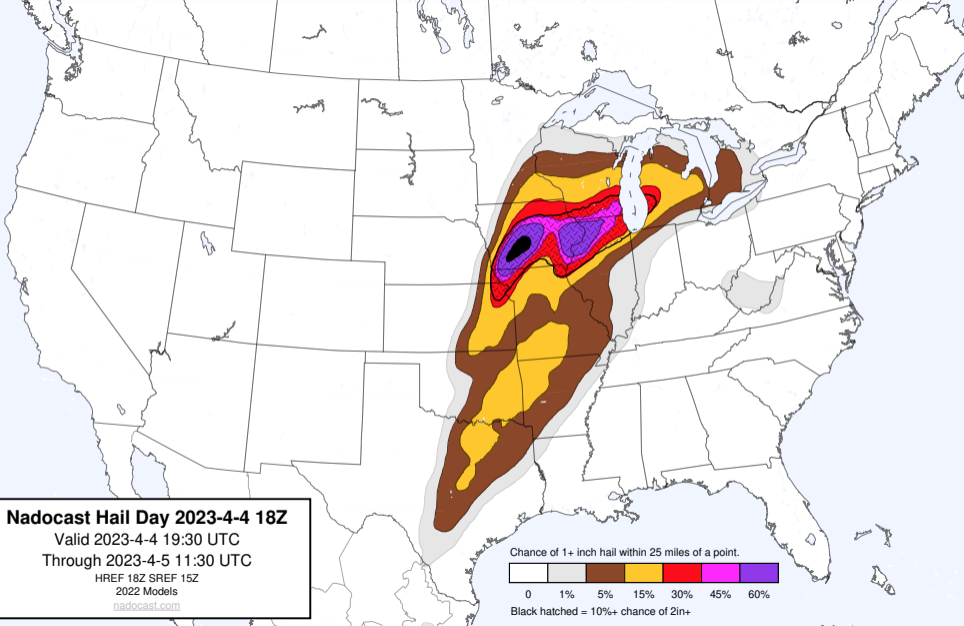 Nadocast Hail Day 2023-4-4 18Z
Valid 2023-4-4 19:30 UTC
Through 2023-4-5 11:30 UTC
HREF 18Z SREF 15Z
2022 Models
nadocast.com
Chance of 1+ inch hail within 25 miles of a point.
0 1% 5% 15% 30% 45% 60%
Black hatched = 10%+ chance of 2in+